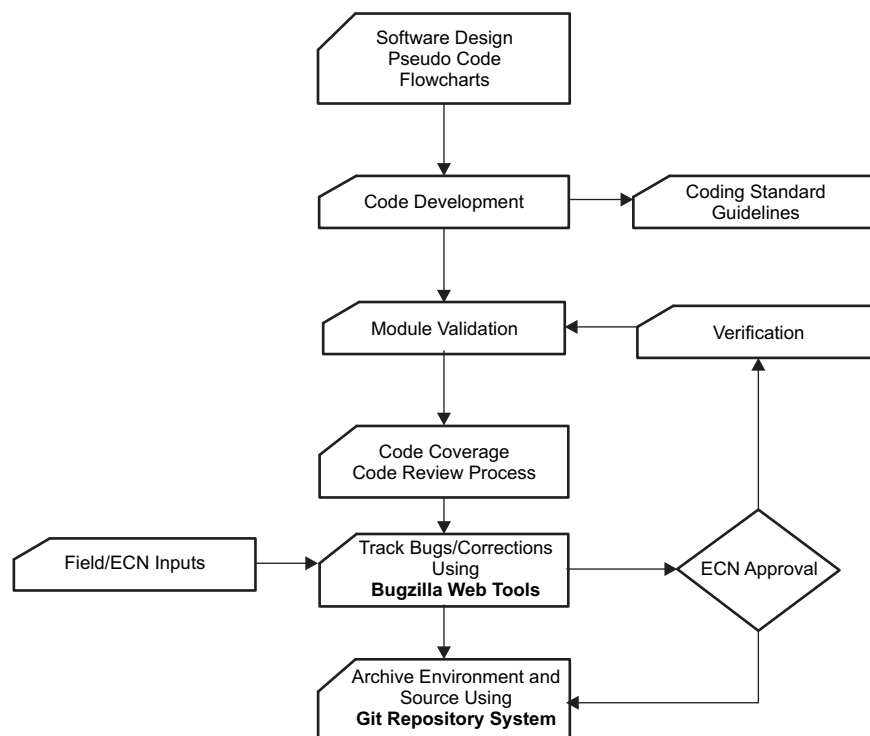 Software Design
Pseudo Code
Flowcharts
Code Development
Coding Standard
Guidelines
Module Validation
Verification
Code Coverage
Code Review Process
Field/ECN Inputs
Track Bugs/Corrections
Using
Bugzilla Web Tools
ECN Approval
Archive Environment and
Source Using
Git Repository System